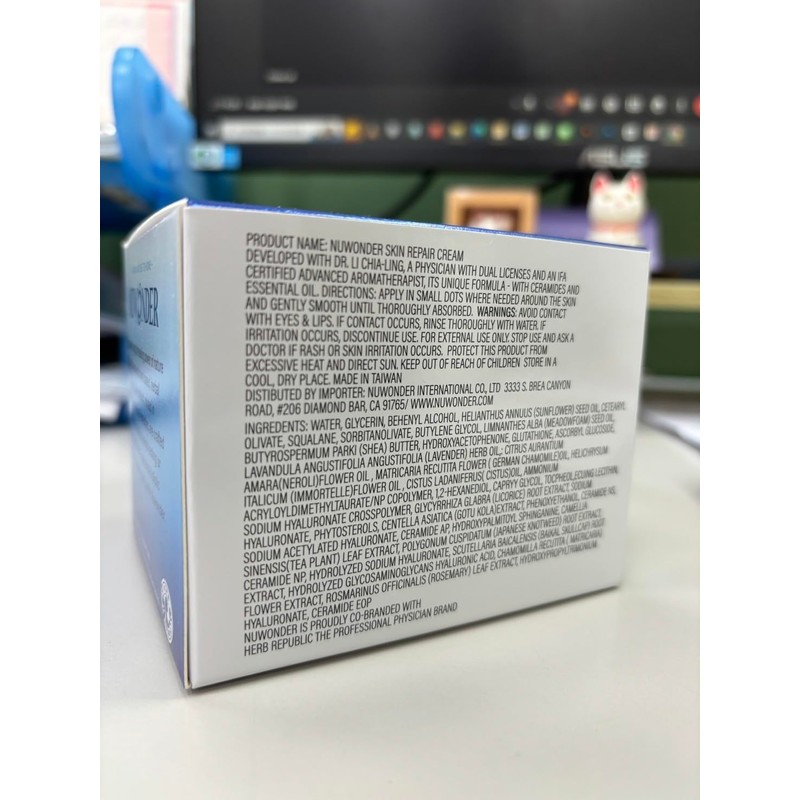 PRODUCT NAME: NUWONDER SKIN REPAIR CREAM
DEVELOPED WITH DR. LI CHIA-LING, A PHYSICIAN WITH DUAL LICENSES AND AN IFA
CERTIFIED ADVANCED AROMATHERAPIST, ITS UNIQUE FORMULA - WITH CERAMIDES AND
ESSENTIAL OIL. DIRECTIONS: APPLY IN SMALL DOTS WHERE NEEDED AROUND THE SKIN
AND GENTLY SMOOTH UNTIL THOROUGHLY ABSORBED. WARNINGS: AVOID CONTACT
WITH EYES & LIPS. IF CONTACT OCCURS, RINSE THOROUGHLY WITH WATER. IF
IRRITATION OCCURS, DISCONTINUE USE. FOR EXTERNAL USE ONLY. STOP USE AND ASK A
DOCTOR IF RASH OR SKIN IRRITATION OCCURS. PROTECT THIS PRODUCT FROM
EXCESSIVE HEAT AND DIRECT SUN. KEEP OUT OF REACH OF CHILDREN STORE IN A
COOL, DRY PLACE. MADE IN TAIWAN
DISTIBUTED BY IMPORTER: NUWONDER INTERNATIONAL CO., LTD 3333 S. BREA CANYON
ROAD, #206 DIAMOND BAR, CA 91765/ WWW.NUWONDER.COM
INGREDIENTS: WATER, GLYCERIN, BEHENYL ALCOHOL, HELIANTHUS ANNUUS (SUNFLOWER) SEED OIL, CETEARYL
OLIVATE, SQUALANE, SORBITANOLIVATE, BUTYLENE GLYCOL, LIMNANTHES ALBA (MEADOWFOAM) SEED OIL,
BUTYROSPERMUM PARKI (SHEA) BUTTER, HYDROXYACETOPHENONE, GLUTATHIONE, ASCORBYL GLUCOSIDE,
LAVANDULA ANGUSTIFOLIA ANGUSTIFOLIA (LAVENDER) HERB OIL; CITRUS AURANTIUM
AMARA(NEROLI)FLOWER OIL , MATRICARIA RECUTITA FLOWER ( GERMAN CHAMOMILE)OIL, HELICHRYSUM
ITALICUM (IMMORTELLE)FLOWER OIL , CISTUS LADANIFERUS( CISTUS)OIL, AMMONIUM
ACRYLOYLDIMETHYLTAURATE/NP COPOLYMER, 1,2-HEXANEDIOL, CAPRYY GLYCOL, TOCPHEOL,ECUING LECITHIN,
SODIUM HYALURONATE CROSSPOLYMER, GLYCYRRHIZA GLABRA (LICORICE) ROOT EXTRACT, SODIUM
HYALURONATE, PHYTOSTEROLS, CENTELLA ASIATICA (GOTU KOLA)EXTRACT, PHENOXYETHANOL, CERAMIDE NG,
SODIUM ACETYLATED HYALURONATE, CERAMIDE AP, HYDROXYPALMITOYL SPHINGANINE, CAMELLIA
SINENSIS(TEA PLANT) LEAF EXTRACT, POLYGONUM CUSPIDATUM (JAPANESE KNOTWEED) ROOT EXTRACT,
CERAMIDE NP, HYDROLYZED SODIUM HYALURONATE, SCUTELLARIA BAICALENSIS (BAIKAL SKULLCAP) ROOT
EXTRACT, HYDROLYZED GLYCOSAMINOGLYCANS HYALURONIC ACID, CHAMOMILLA RECUTITA ( MATRICARIA)
FLOWER EXTRACT, ROSMARINUS OFFICINALIS (ROSEMARY) LEAF EXTRACT, HYDROXYPROPYLTRIMONIUM
HYALURONATE, CERAMIDE EOP
NUWONDER IS PROUDLY CO-BRANDED WITH
HERB REPUBLIC THE PROFESSIONAL PHYSICIAN BRAND
ASUS